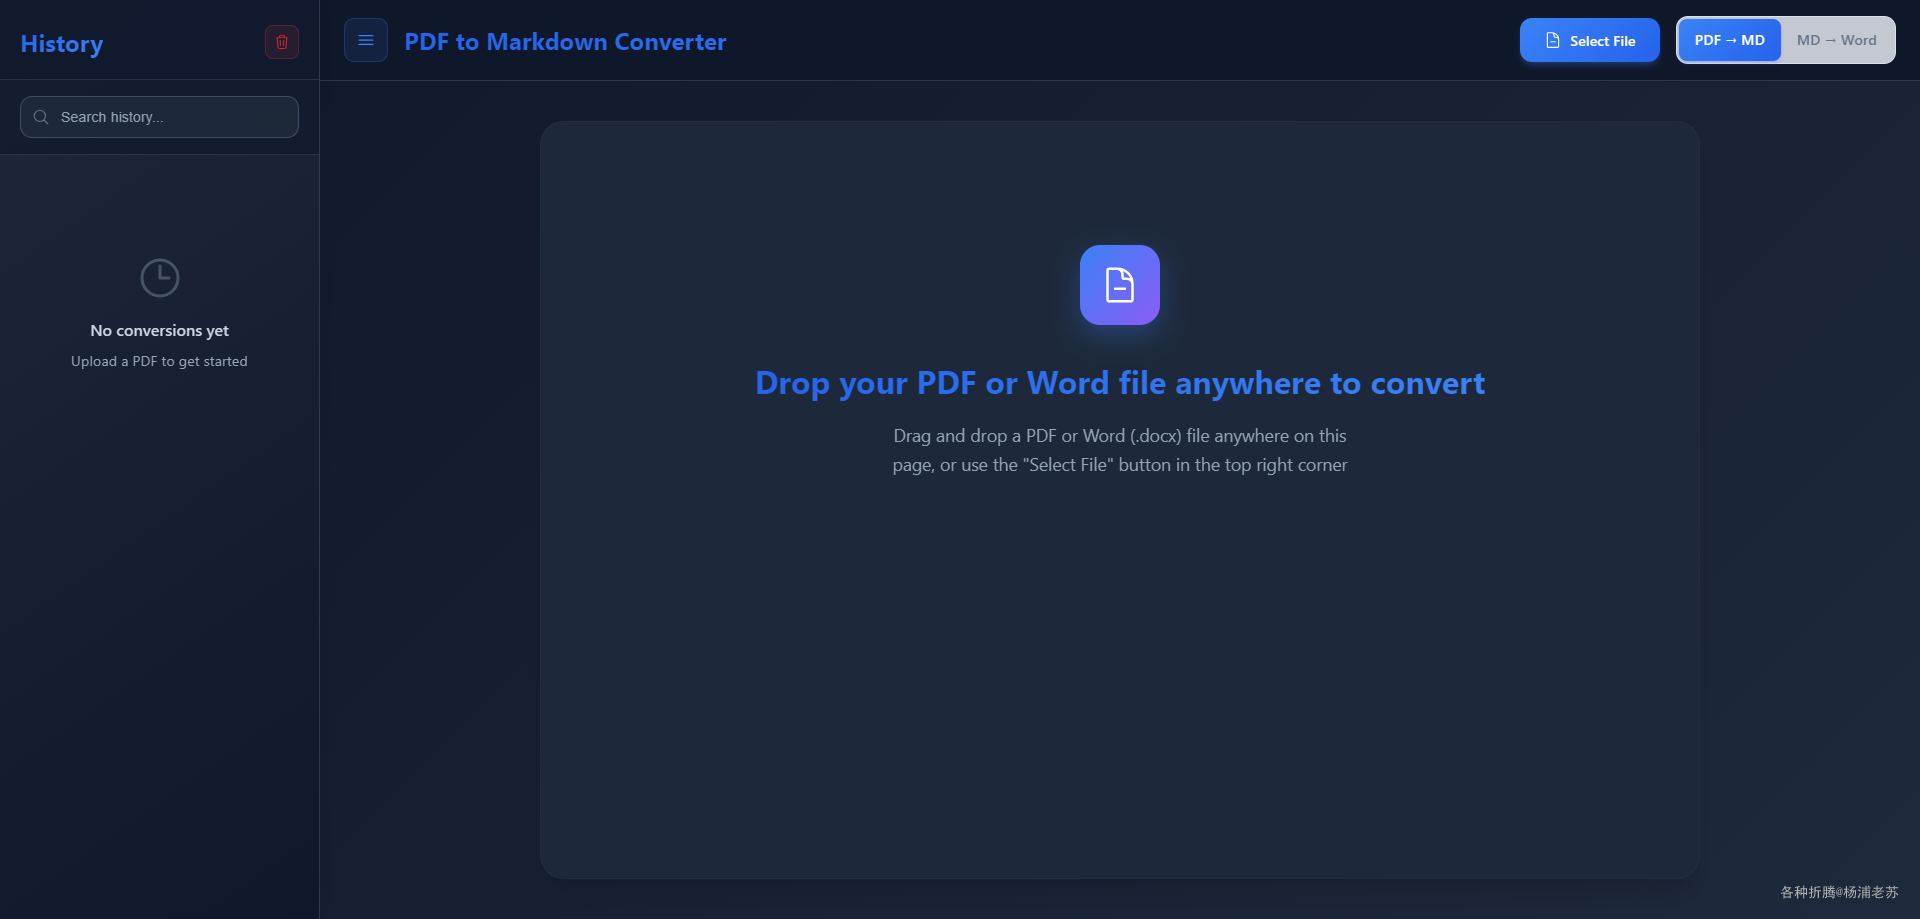 History
Search history...
No conversions yet
Upload a PDF to get started
PDF to Markdown Converter
Select File
PDF → MD
MD → Word
Drop your PDF or Word file anywhere to convert
Drag and drop a PDF or Word (.docx) file anywhere on this
page, or use the "Select File" button in the top right corner
各种折腾@杨浦老苏